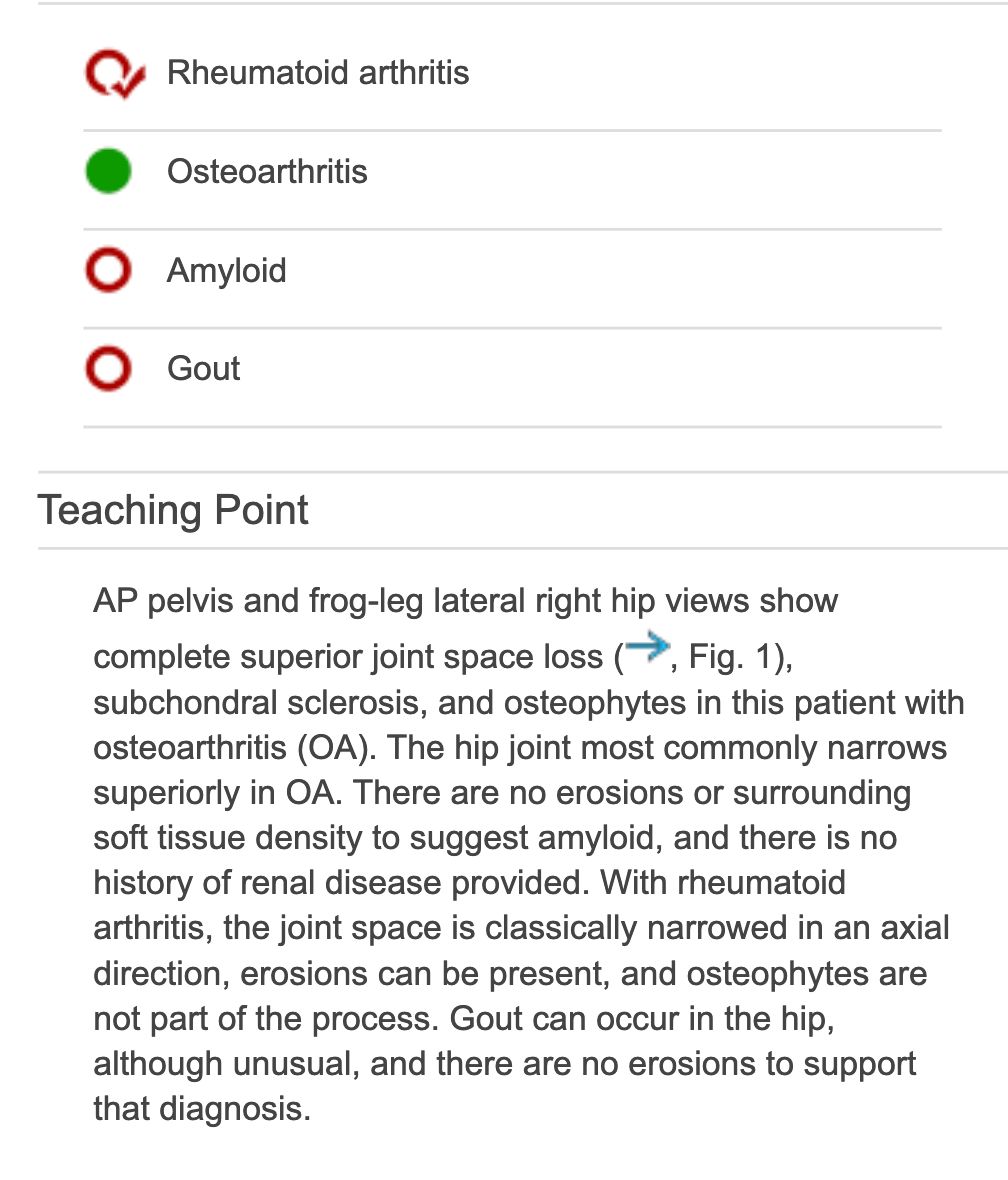 Rheumatoid arthritis
Osteoarthritis
Amyloid
Gout
Teaching Point
AP pelvis and frog-leg lateral right hip views show
complete superior joint space loss (→, Fig. 1),
subchondral sclerosis, and osteophytes in this patient with
osteoarthritis (OA). The hip joint most commonly narrows
superiorly in OA. There are no erosions or surrounding
soft tissue density to suggest amyloid, and there is no
history of renal disease provided. With rheumatoid
arthritis, the joint space is classically narrowed in an axial
direction, erosions can be present, and osteophytes are
not part of the process. Gout can occur in the hip,
although unusual, and there are no erosions to support
that diagnosis.